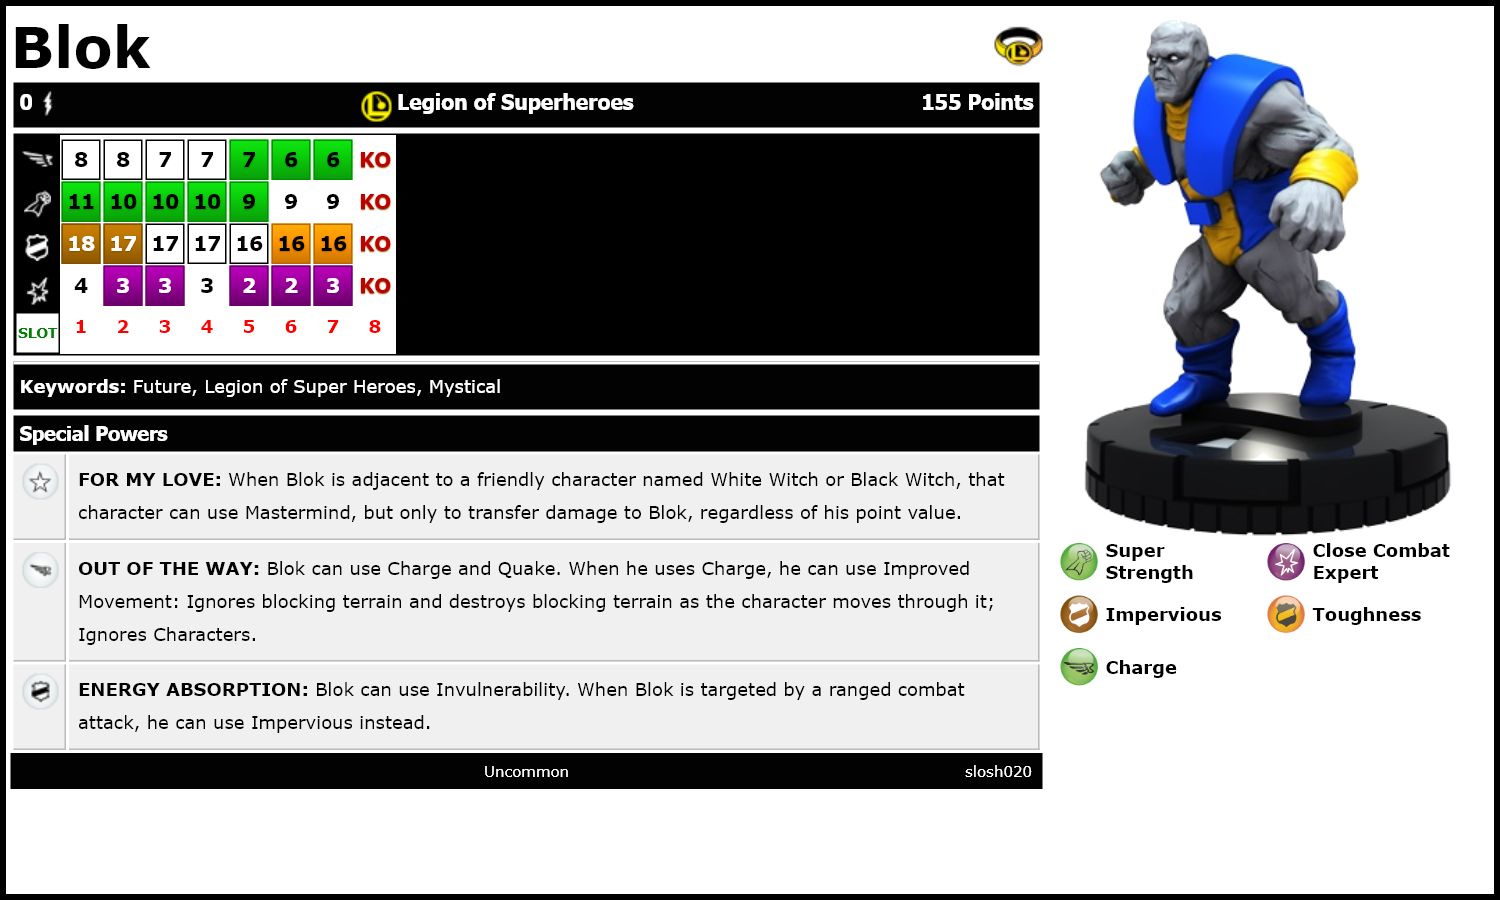 Blok
0 Legion of Superheroes 155 Points
8 8 7 7 7 6 6 KO
11 10 10 10 9 9 9 KO
18 17 17 17 16 16 16 KO
4 3 3 3 2 2 3 KO
SLOT 1 2 3 4 5 6 7 8
Keywords: Future, Legion of Super Heroes, Mystical
Special Powers
FOR MY LOVE: When Blok is adjacent to a friendly character named White Witch or Black Witch, that
character can use Mastermind, but only to transfer damage to Blok, regardless of his point value.
OUT OF THE WAY: Blok can use Charge and Quake. When he uses Charge, he can use Improved
Movement: Ignores blocking terrain and destroys blocking terrain as the character moves through it;
Ignores Characters.
ENERGY ABSORPTION: Blok can use Invulnerability. When Blok is targeted by a ranged combat
attack, he can use Impervious instead.
Uncommon slosh020
Super
Strength
Close Combat
Expert
Impervious
Toughness
Charge